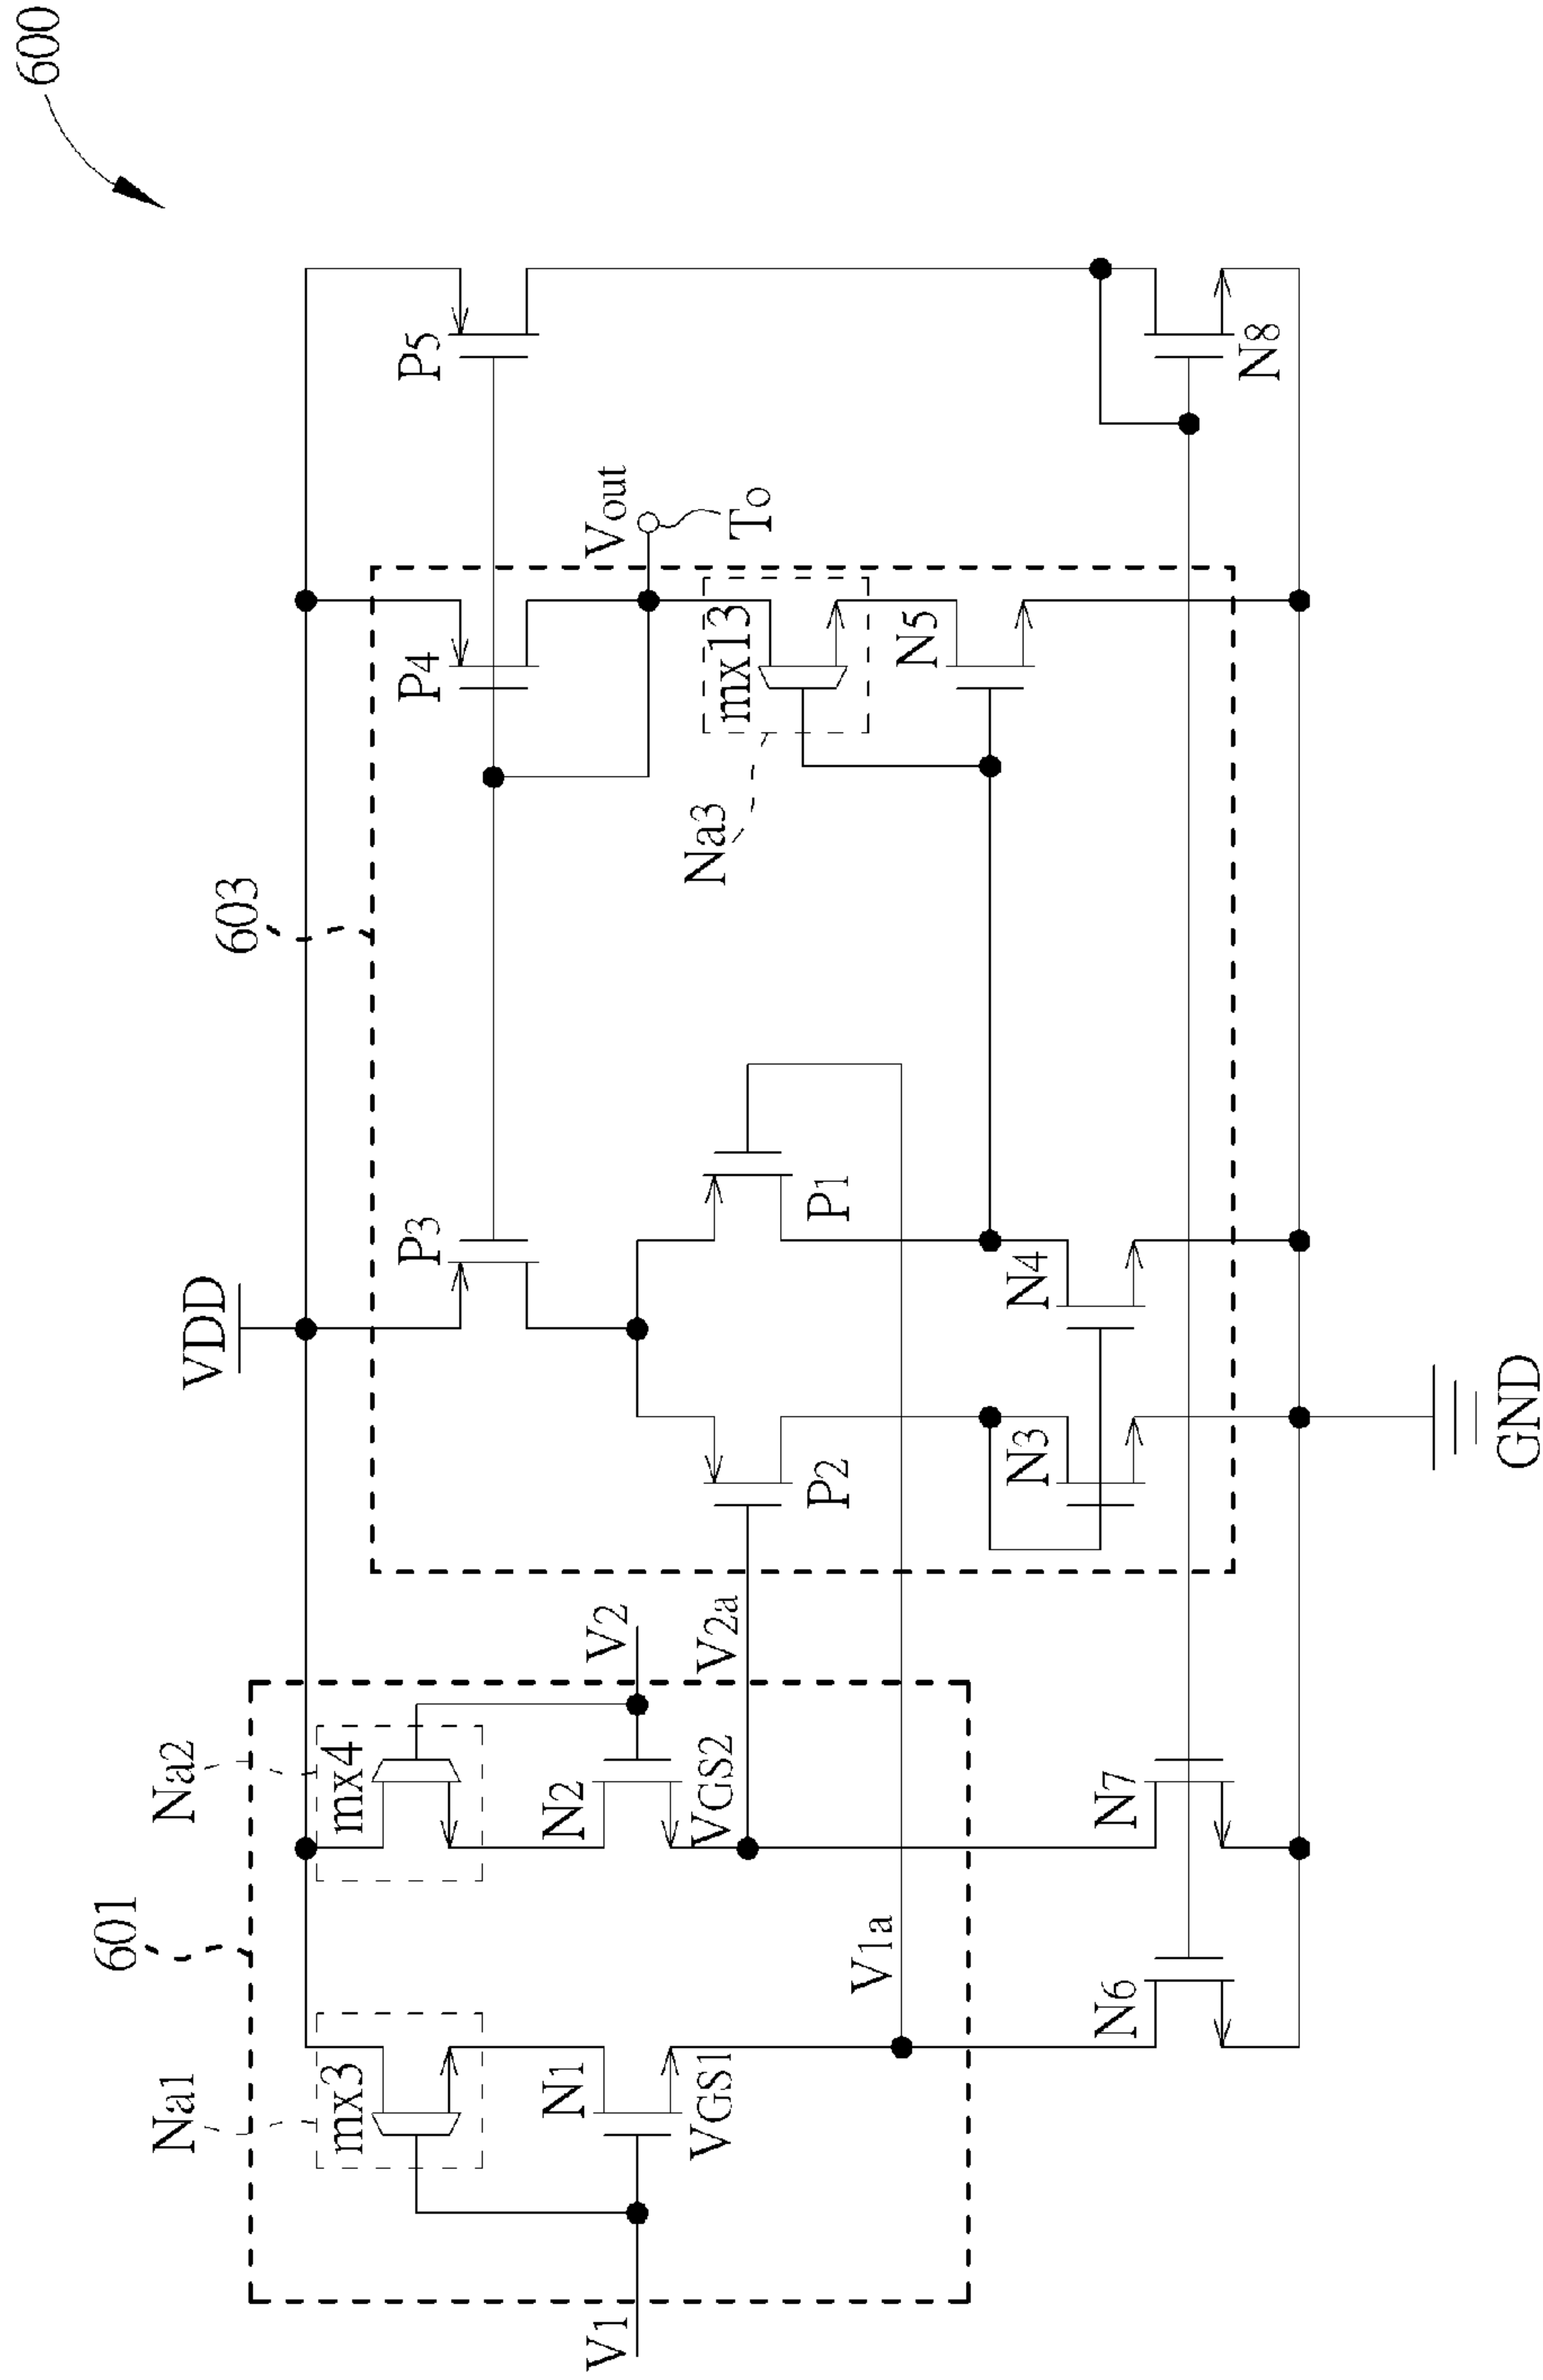 600
VDD
603
601
Na1
Na2
mx3
mx4
P3
P4
P5
V1
V2
N1
N2
VGS1
VGS2
V2a
V1a
P2
P1
Vout
To
mx13
Na3
N3
N4
N5
N6
N7
N8
GND